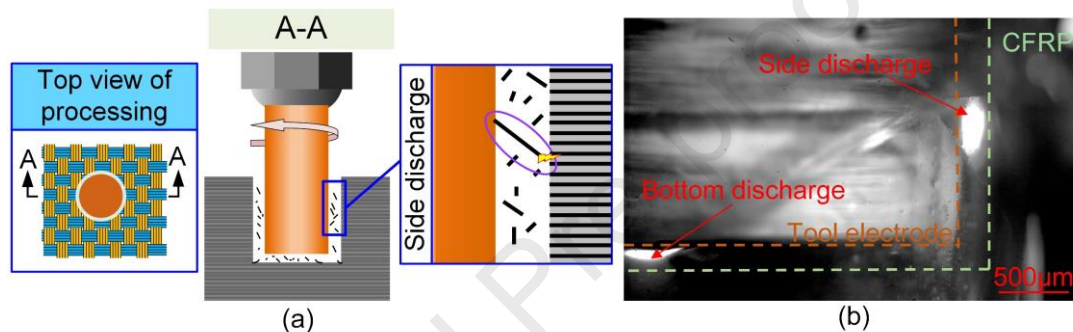 A-A
Top view of
processing
A
A
Side discharge
(a)
CFRP
Side discharge
Bottom discharge
Tool electrode
500μm
(b)